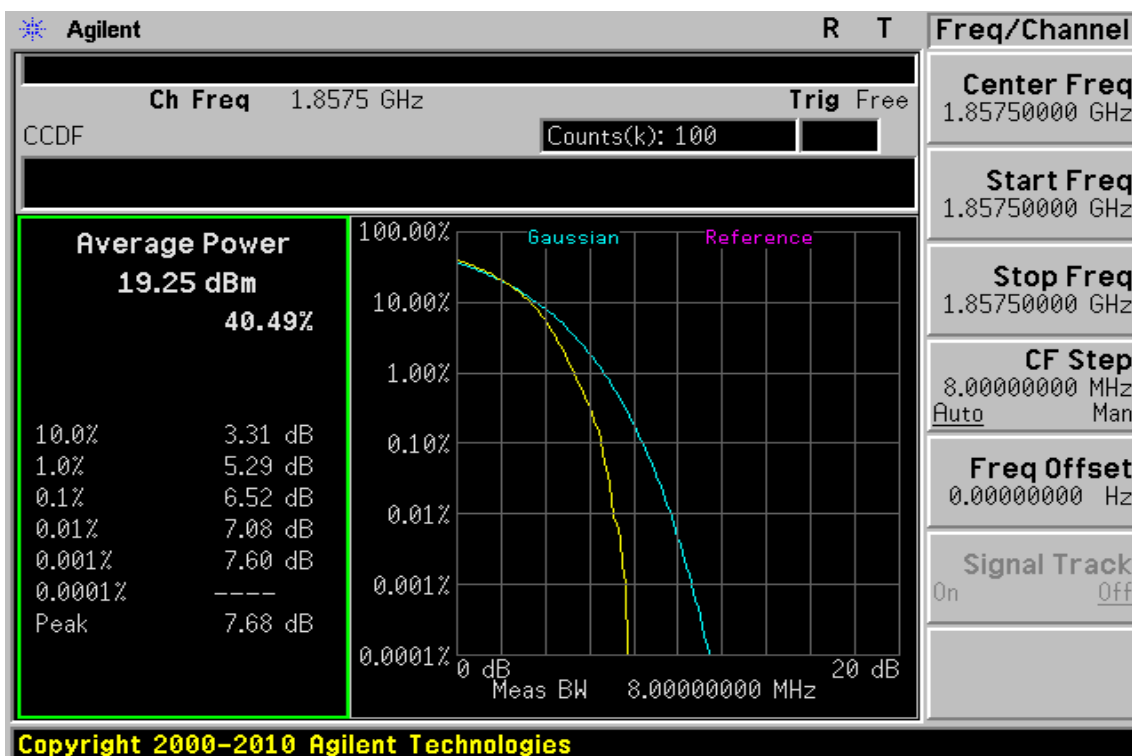 Agilent R T
Ch Freq 1.8575 GHz Trig Free
CCDF Counts(k): 100
Average Power
19.25 dBm
40.49%
10.0% 3.31 dB
1.0% 5.29 dB
0.1% 6.52 dB
0.01% 7.08 dB
0.001% 7.60 dB
0.0001% ----
Peak 7.68 dB
Gaussian Reference
100.00%
10.00%
1.00%
0.10%
0.01%
0.001%
0.0001%
0 dB 20 dB
Meas BW 8.00000000 MHz
Freq/Channel
Center Freq
1.85750000 GHz
Start Freq
1.85750000 GHz
Stop Freq
1.85750000 GHz
CF Step
8.00000000 MHz
Auto Man
Freq Offset
0.00000000 Hz
Signal Track
On Off
Copyright 2000-2010 Agilent Technologies